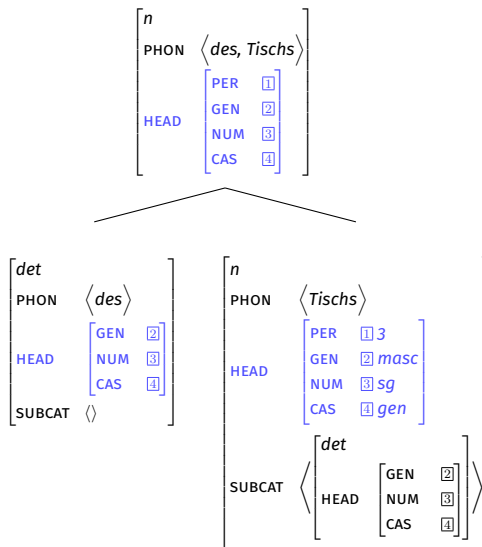 n
PHON ⟨des, Tischs⟩
HEAD
PER 1
GEN 2
NUM 3
CAS 4
det
PHON ⟨des⟩
HEAD
GEN 2
NUM 3
CAS 4
SUBCAT ⟨⟩
n
PHON ⟨Tischs⟩
HEAD
PER 1 3
GEN 2 masc
NUM 3 sg
CAS 4 gen
SUBCAT
det
HEAD
GEN 2
NUM 3
CAS 4